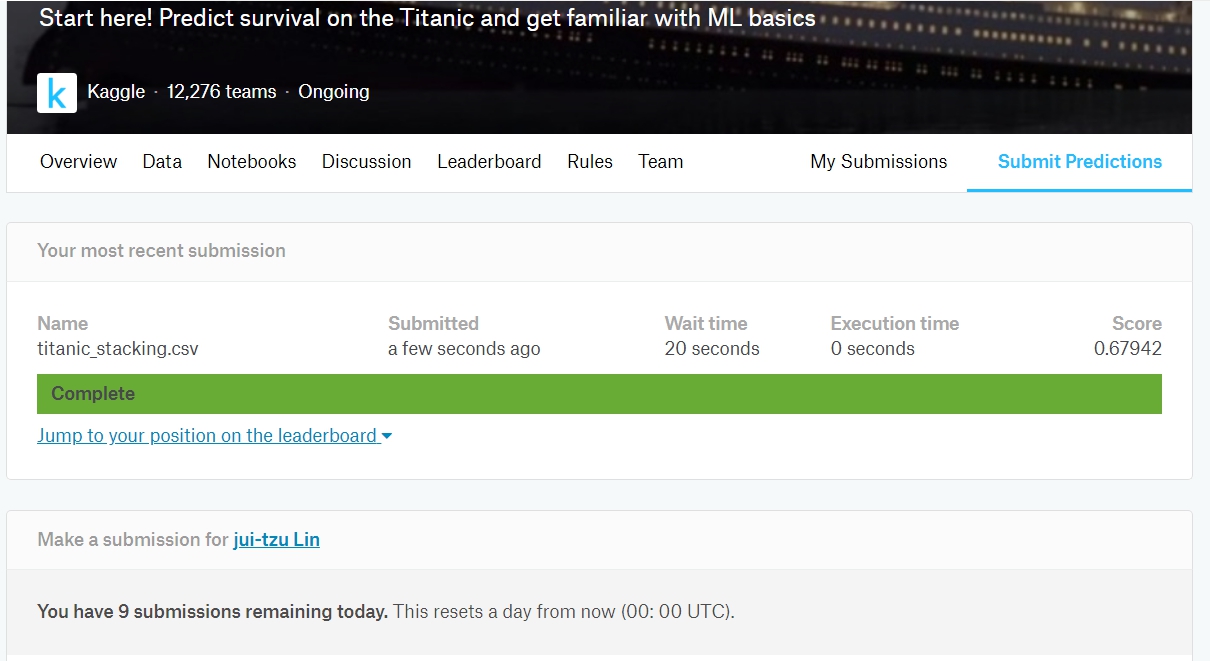 Start here! Predict survival on the Titanic and get familiar with ML basics
k
Kaggle · 12,276 teams · Ongoing
Overview Data Notebooks Discussion Leaderboard Rules Team My Submissions Submit Predictions
Your most recent submission
Name Submitted Wait time Execution time Score
titanic_stacking.csv a few seconds ago 20 seconds 0 seconds 0.67942
Complete
Jump to your position on the leaderboard
Make a submission for jui-tzu Lin
You have 9 submissions remaining today. This resets a day from now (00: 00 UTC).